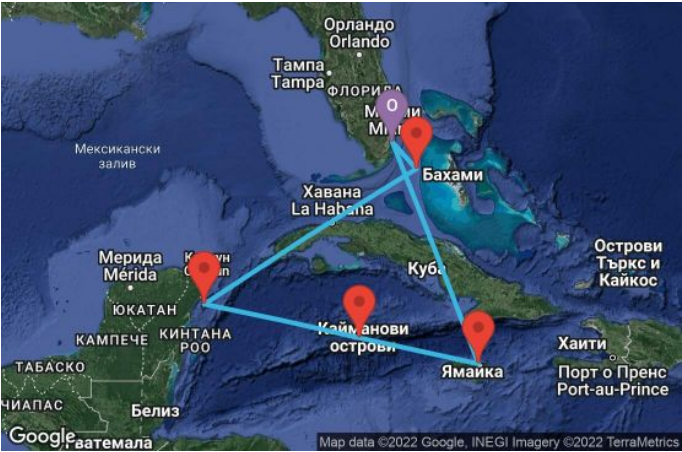 Орландо
Orlando
Тампа
Tampa
ФЛОРИДА
O
Мексикански
залив
Бахами
Хавана
La Habana
Мерида
Mérida
Куба
Острови
Търкс и
Кайкос
ЮКАТАН
КАМПЕЧЕ
КИНТАНА
РОО
Кайманови
острови
Хаити
ТАБАСКО
Ямайка
Порт о Пренс
Port-au-Prince
ЧИАПАС
Белиз
Google
Гватемала
Map data ©2022 Google, INEGI Imagery ©2022 TerraMetrics